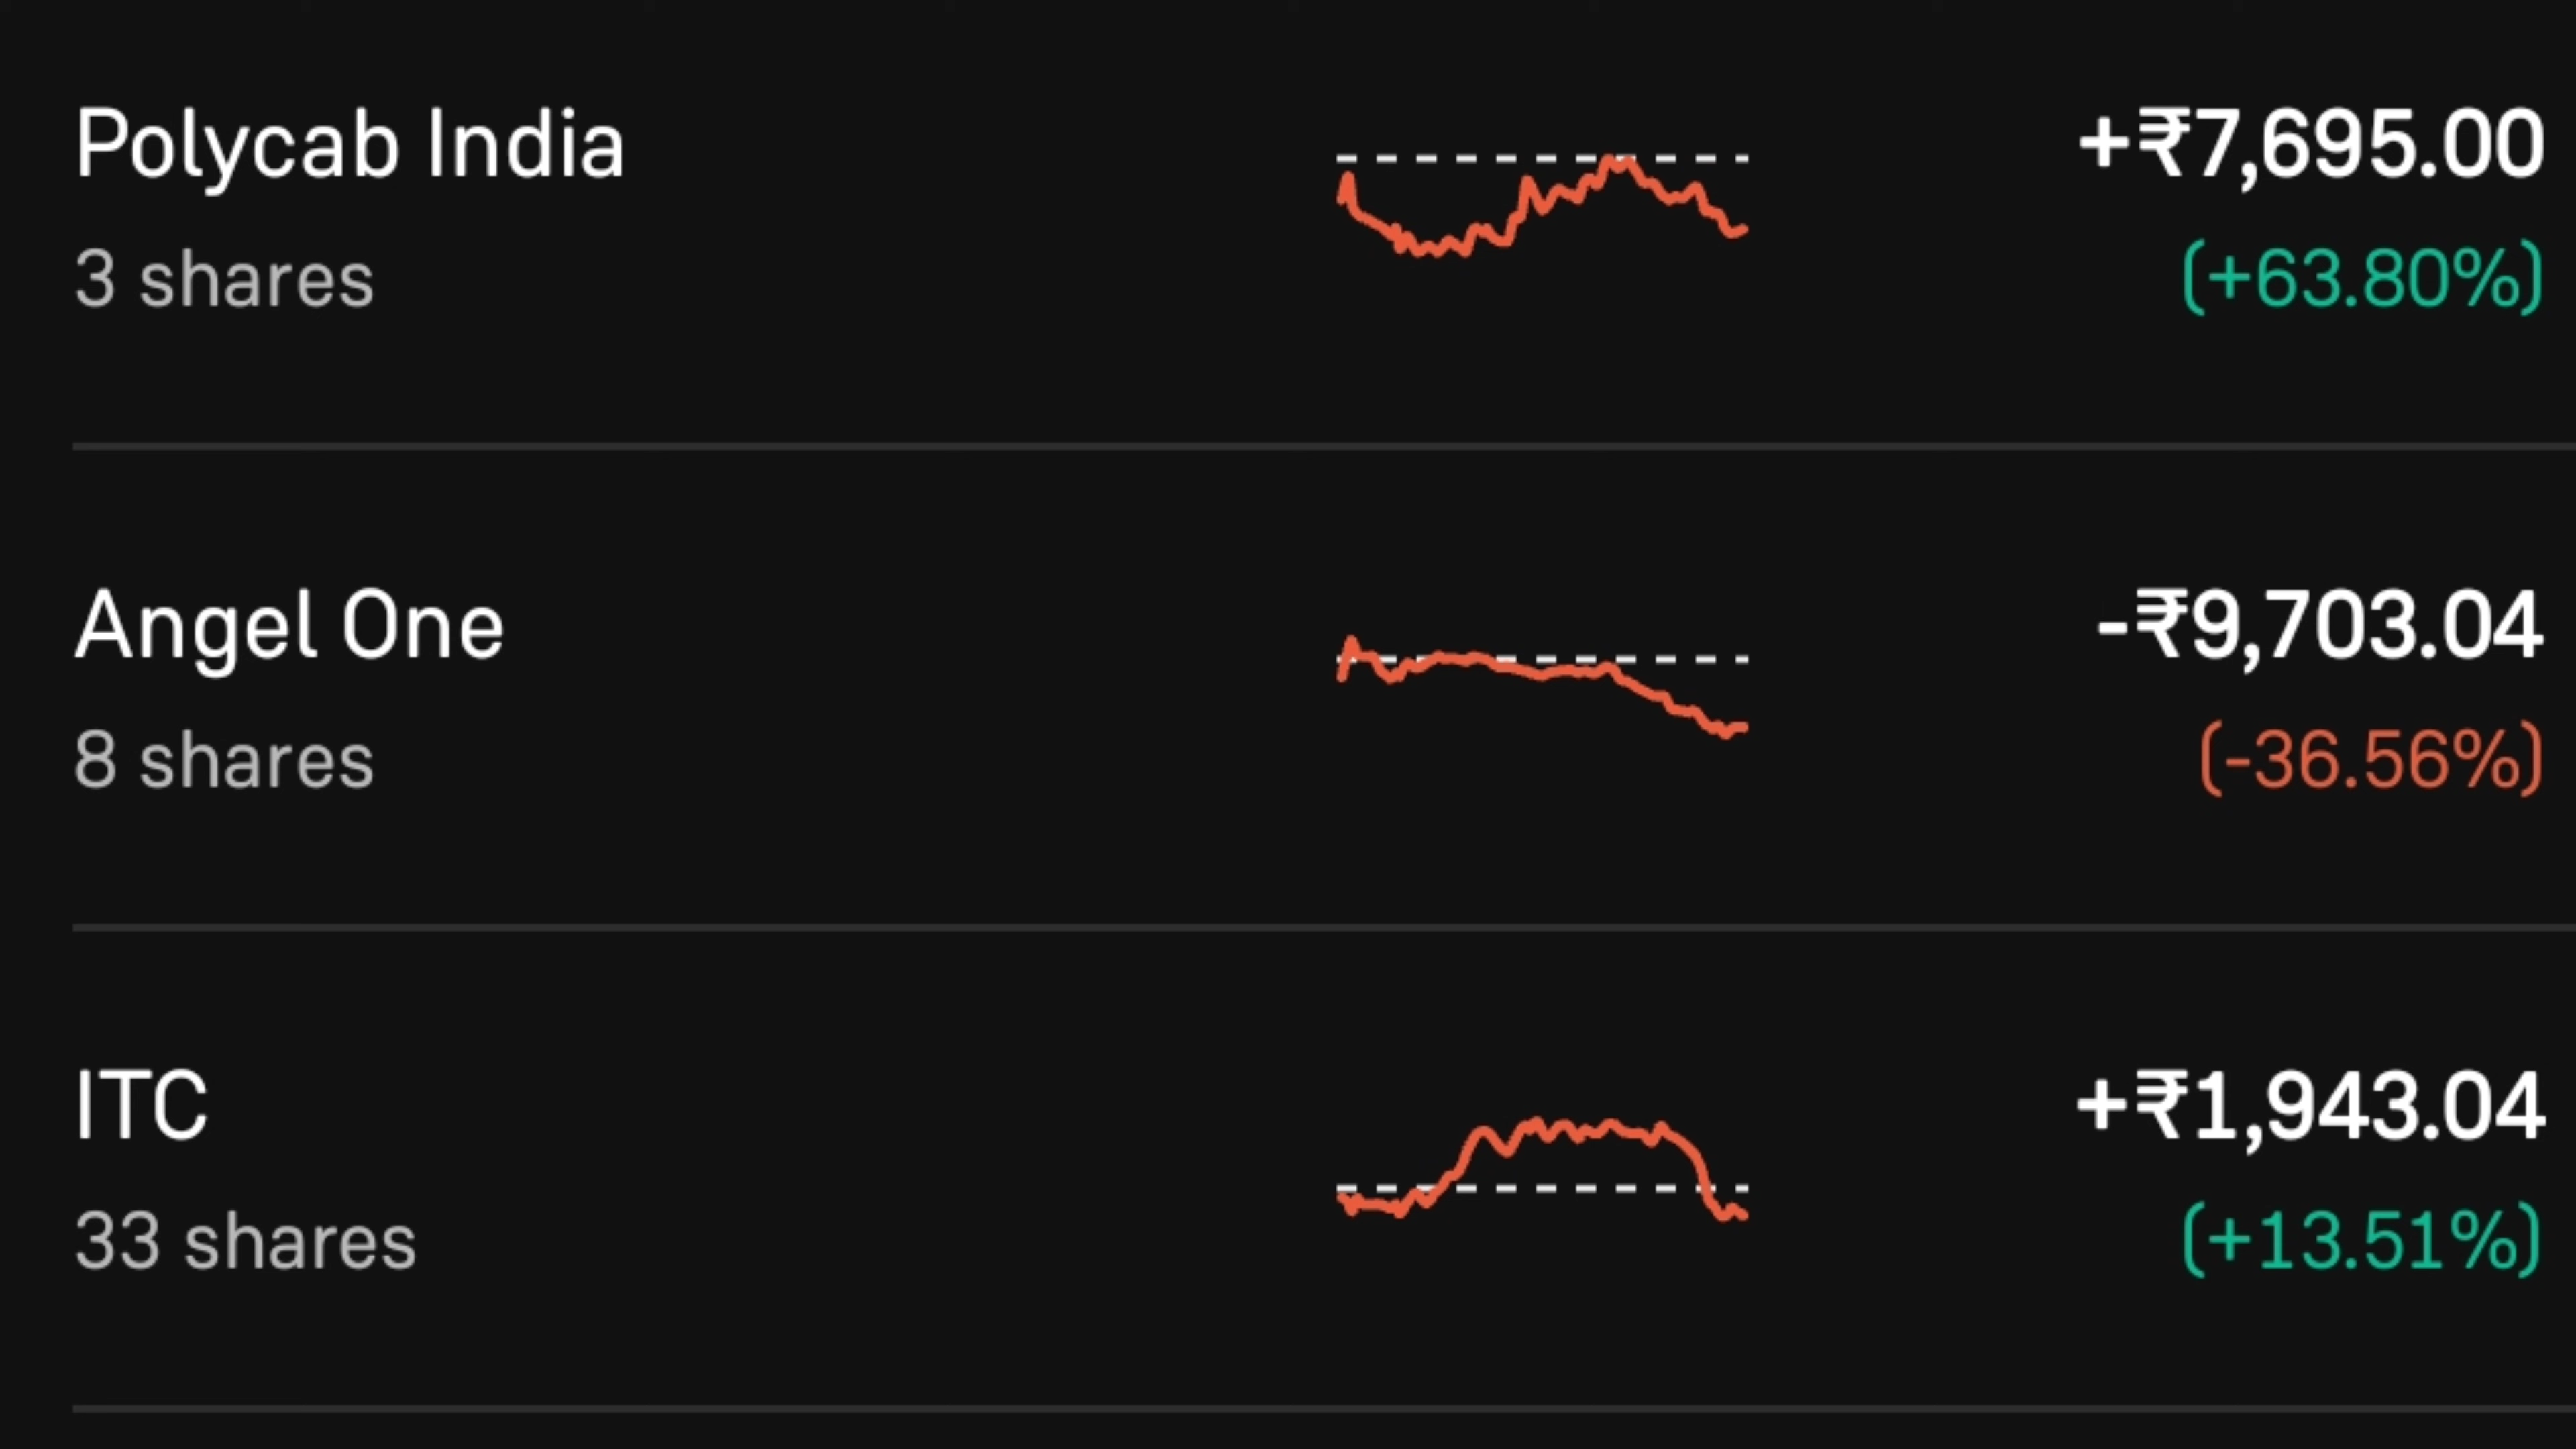 Polycab India
+₹7,695.00
3 shares
(+63.80%)
Angel One
-₹9,703.04
8 shares
(-36.56%)
ITC
+₹1,943.04
33 shares
(+13.51%)